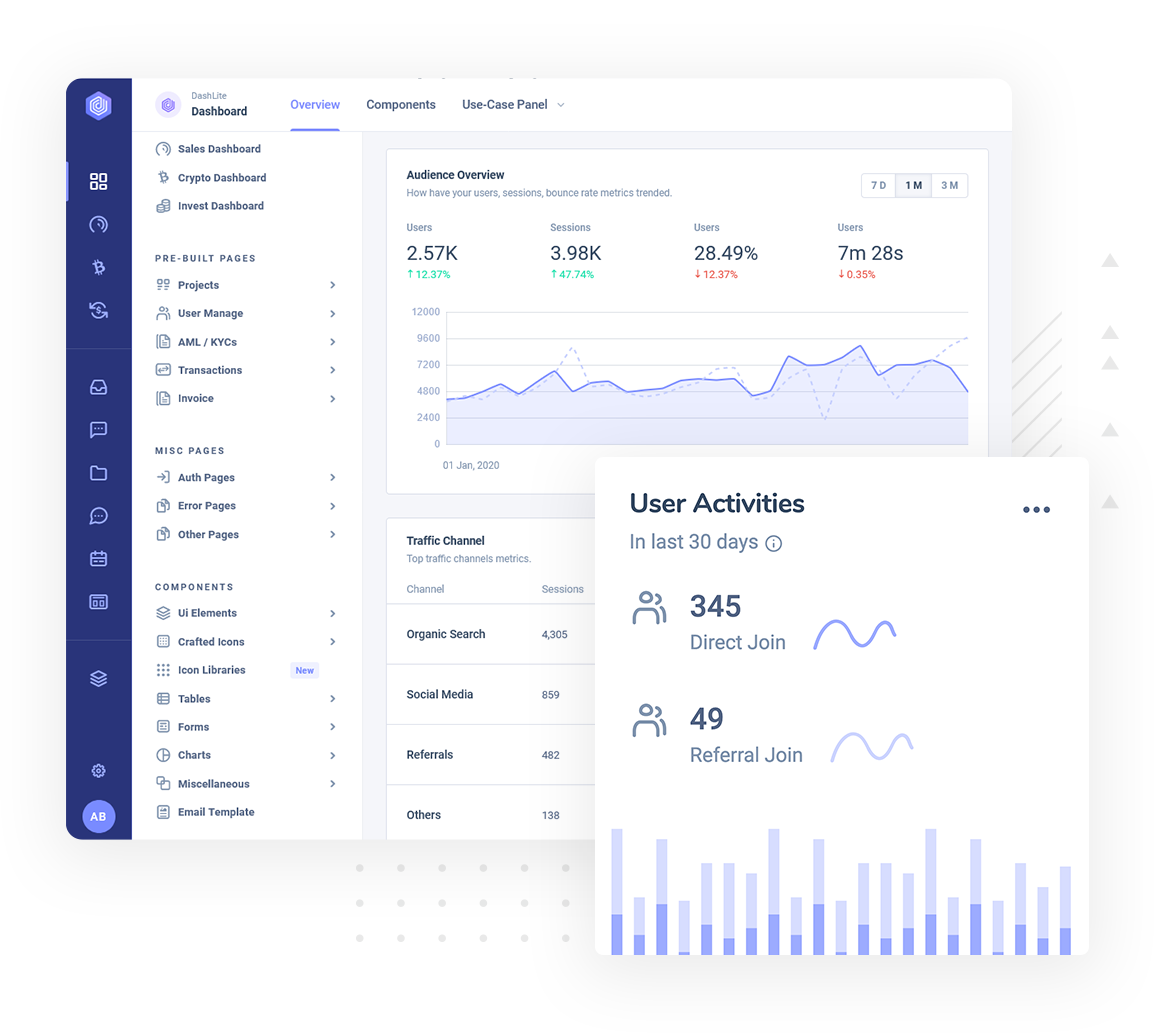 DashLite
Dashboard
Overview
Components
Use-Case Panel
Sales Dashboard
Crypto Dashboard
Invest Dashboard
PRE-BUILT PAGES
Projects
User Manage
AML / KYCs
Transactions
Invoice
MISC PAGES
Auth Pages
Error Pages
Other Pages
COMPONENTS
Ui Elements
Crafted Icons
Icon Libraries New
Tables
Forms
Charts
Miscellaneous
Email Template
AB
Audience Overview
How have your users, sessions, bounce rate metrics trended.
7 D 1 M 3 M
Users Sessions Users Users
2.57K 3.98K 28.49% 7m 28s
↑ 12.37% ↑ 47.74% ↓ 12.37% ↓ 0.35%
12000
9600
7200
4800
2400
0
01 Jan, 2020
Traffic Channel
Top traffic channels metrics.
Channel Sessions
Organic Search 4,305
Social Media 859
Referrals 482
Others 138
User Activities
In last 30 days
345
Direct Join
49
Referral Join